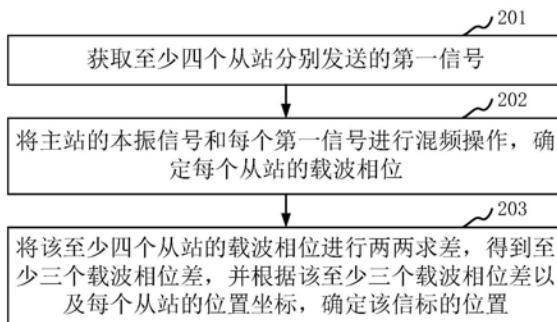 201
获取至少四个从站分别发送的第一信号
202
将主站的本振信号和每个第一信号进行混频操作，确
定每个从站的载波相位
203
将该至少四个从站的载波相位进行两两求差，得到至
少三个载波相位差，并根据该至少三个载波相位差以
及每个从站的位置坐标，确定该信标的位置